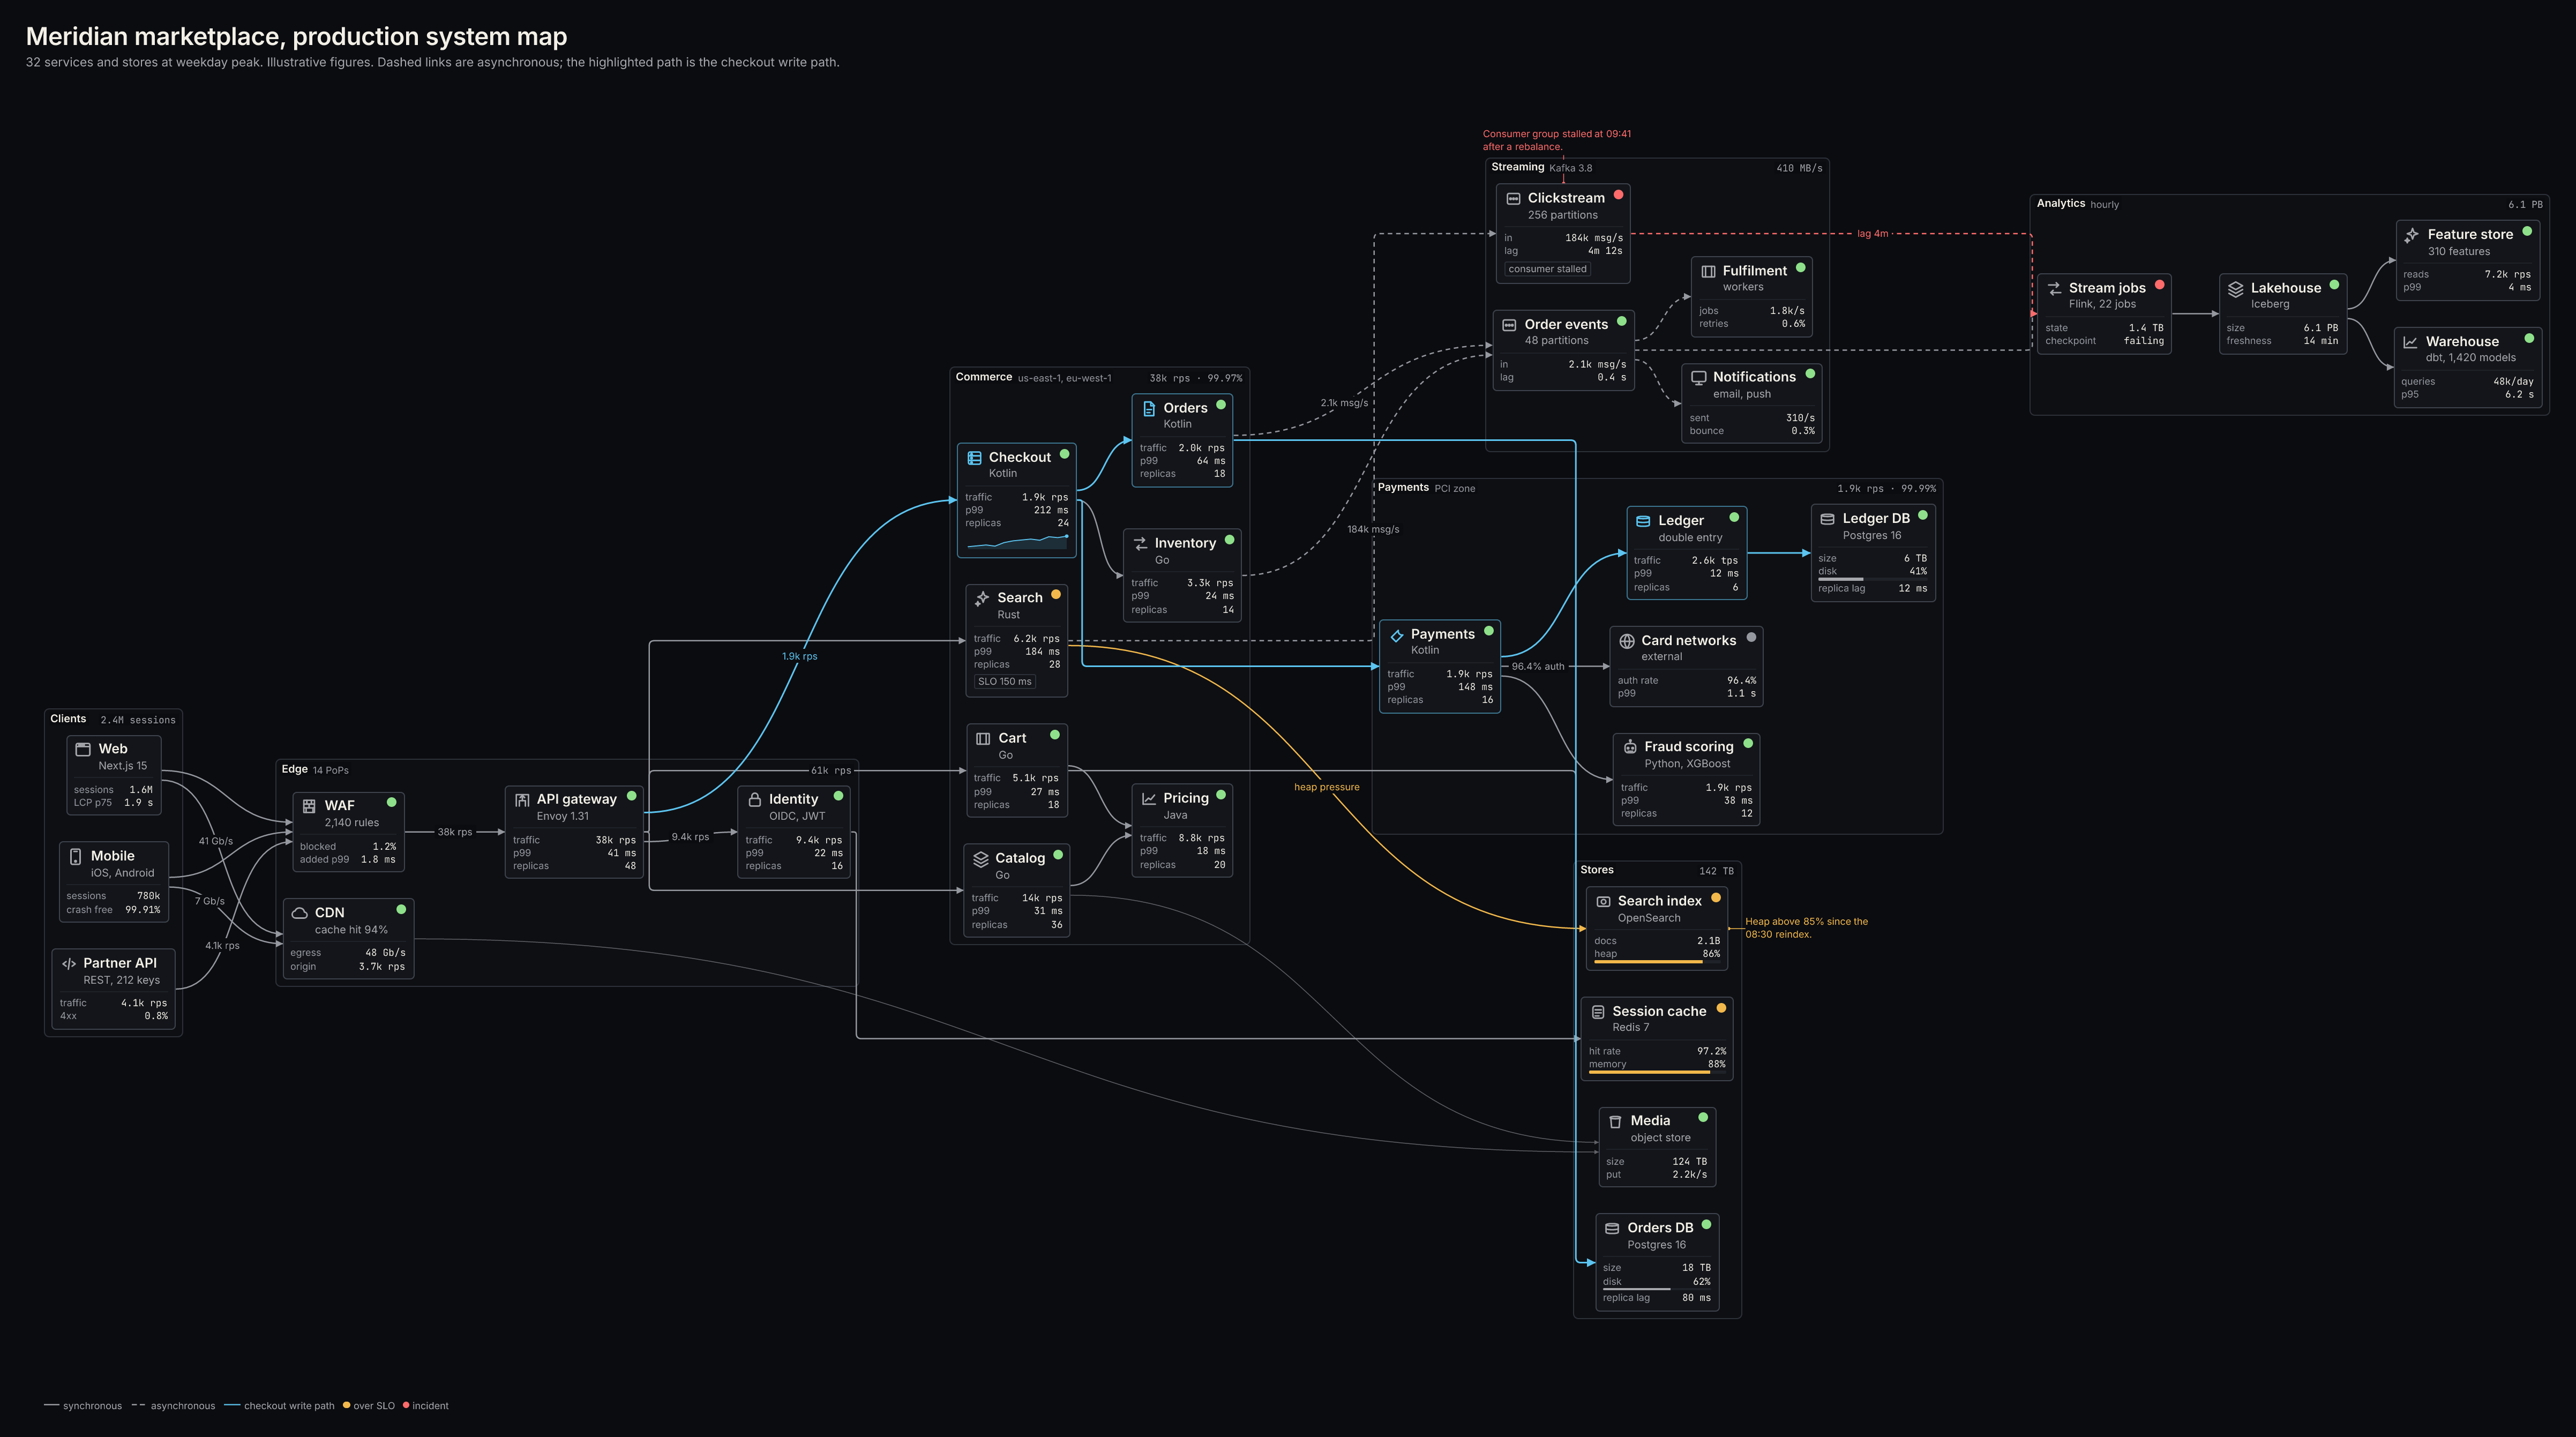 Meridian marketplace, production system map
32 services and stores at weekday peak. Illustrative figures. Dashed links are asynchronous; the highlighted path is the checkout write path.
Clients 2.4M sessions
Web
Next.js 15
sessions 1.6M
LCP p75 1.9 s
Mobile
iOS, Android
sessions 780k
crash free 99.91%
Partner API
REST, 212 keys
traffic 4.1k rps
4xx 0.8%
41 Gb/s
7 Gb/s
4.1k rps
Edge 14 PoPs
WAF
2,140 rules
blocked 1.2%
added p99 1.8 ms
CDN
cache hit 94%
egress 48 Gb/s
origin 3.7k rps
38k rps
API gateway
Envoy 1.31
traffic 38k rps
p99 41 ms
replicas 48
9.4k rps
Identity
OIDC, JWT
traffic 9.4k rps
p99 22 ms
replicas 16
1.9k rps
61k rps
Commerce us-east-1, eu-west-1 38k rps · 99.97%
Orders
Kotlin
traffic 2.0k rps
p99 64 ms
replicas 18
Checkout
Kotlin
traffic 1.9k rps
p99 212 ms
replicas 24
Inventory
Go
traffic 3.3k rps
p99 24 ms
replicas 14
Search
Rust
traffic 6.2k rps
p99 184 ms
replicas 28
SLO 150 ms
Cart
Go
traffic 5.1k rps
p99 27 ms
replicas 18
Pricing
Java
traffic 8.8k rps
p99 18 ms
replicas 20
Catalog
Go
traffic 14k rps
p99 31 ms
replicas 36
2.1k msg/s
184k msg/s
heap pressure
Consumer group stalled at 09:41
after a rebalance.
Streaming Kafka 3.8 410 MB/s
Clickstream
256 partitions
in 184k msg/s
lag 4m 12s
consumer stalled
Order events
48 partitions
in 2.1k msg/s
lag 0.4 s
Fulfilment
workers
jobs 1.8k/s
retries 0.6%
Notifications
email, push
sent 310/s
bounce 0.3%
lag 4m
Payments PCI zone 1.9k rps · 99.99%
Payments
Kotlin
traffic 1.9k rps
p99 148 ms
replicas 16
96.4% auth
Ledger
double entry
traffic 2.6k tps
p99 12 ms
replicas 6
Ledger DB
Postgres 16
size 6 TB
disk 41%
replica lag 12 ms
Card networks
external
auth rate 96.4%
p99 1.1 s
Fraud scoring
Python, XGBoost
traffic 1.9k rps
p99 38 ms
replicas 12
Stores 142 TB
Search index
OpenSearch
docs 2.1B
heap 86%
Heap above 85% since the
08:30 reindex.
Session cache
Redis 7
hit rate 97.2%
memory 88%
Media
object store
size 124 TB
put 2.2k/s
Orders DB
Postgres 16
size 18 TB
disk 62%
replica lag 80 ms
Analytics hourly 6.1 PB
Stream jobs
Flink, 22 jobs
state 1.4 TB
checkpoint failing
Lakehouse
Iceberg
size 6.1 PB
freshness 14 min
Feature store
310 features
reads 7.2k rps
p99 4 ms
Warehouse
dbt, 1,420 models
queries 48k/day
p95 6.2 s
synchronous asynchronous checkout write path over SLO incident